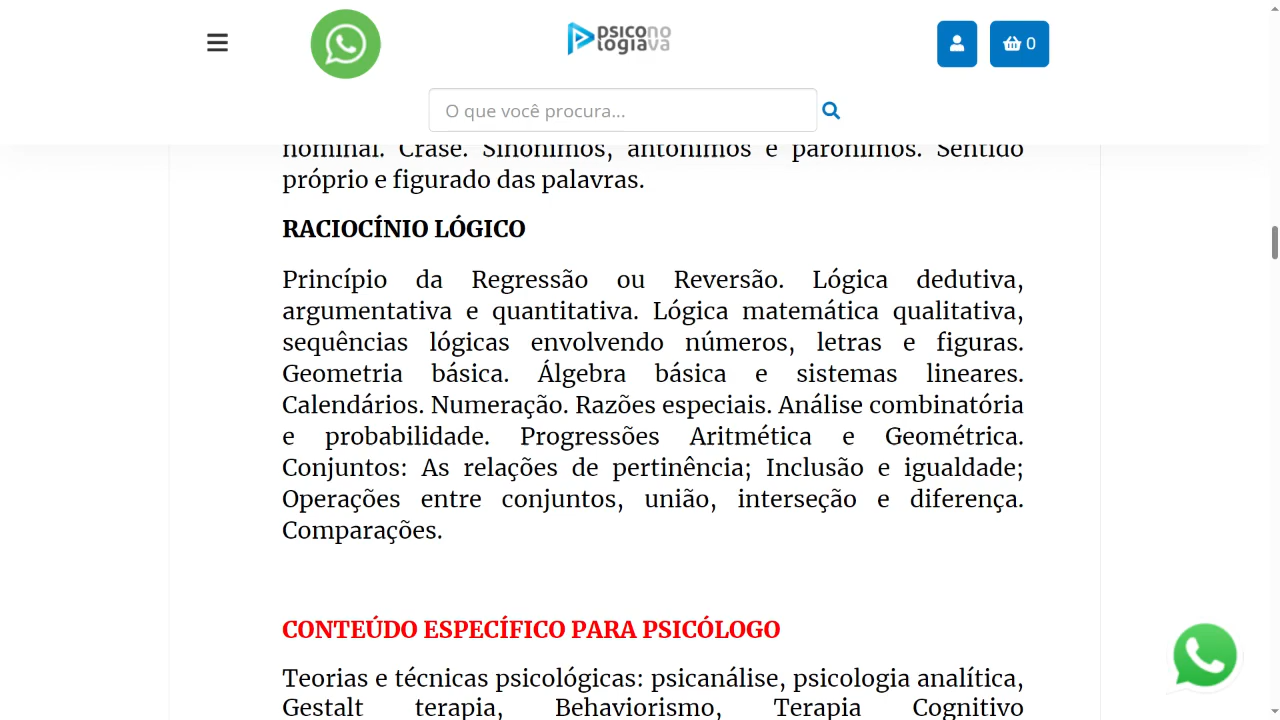 psicono
logiava
0
O que você procura...
nominal. Crase. Sinônimos, antônimos e parônimos. Sentido
próprio e figurado das palavras.
RACIOCÍNIO LÓGICO
Princípio da Regressão ou Reversão. Lógica dedutiva,
argumentativa e quantitativa. Lógica matemática qualitativa,
sequências lógicas envolvendo números, letras e figuras.
Geometria básica. Álgebra básica e sistemas lineares.
Calendários. Numeração. Razões especiais. Análise combinatória
e probabilidade. Progressões Aritmética e Geométrica.
Conjuntos: As relações de pertinência; Inclusão e igualdade;
Operações entre conjuntos, união, interseção e diferença.
Comparações.
CONTEÚDO ESPECÍFICO PARA PSICÓLOGO
Teorias e técnicas psicológicas: psicanálise, psicologia analítica,
Gestalt terapia, Behaviorismo, Terapia Cognitivo